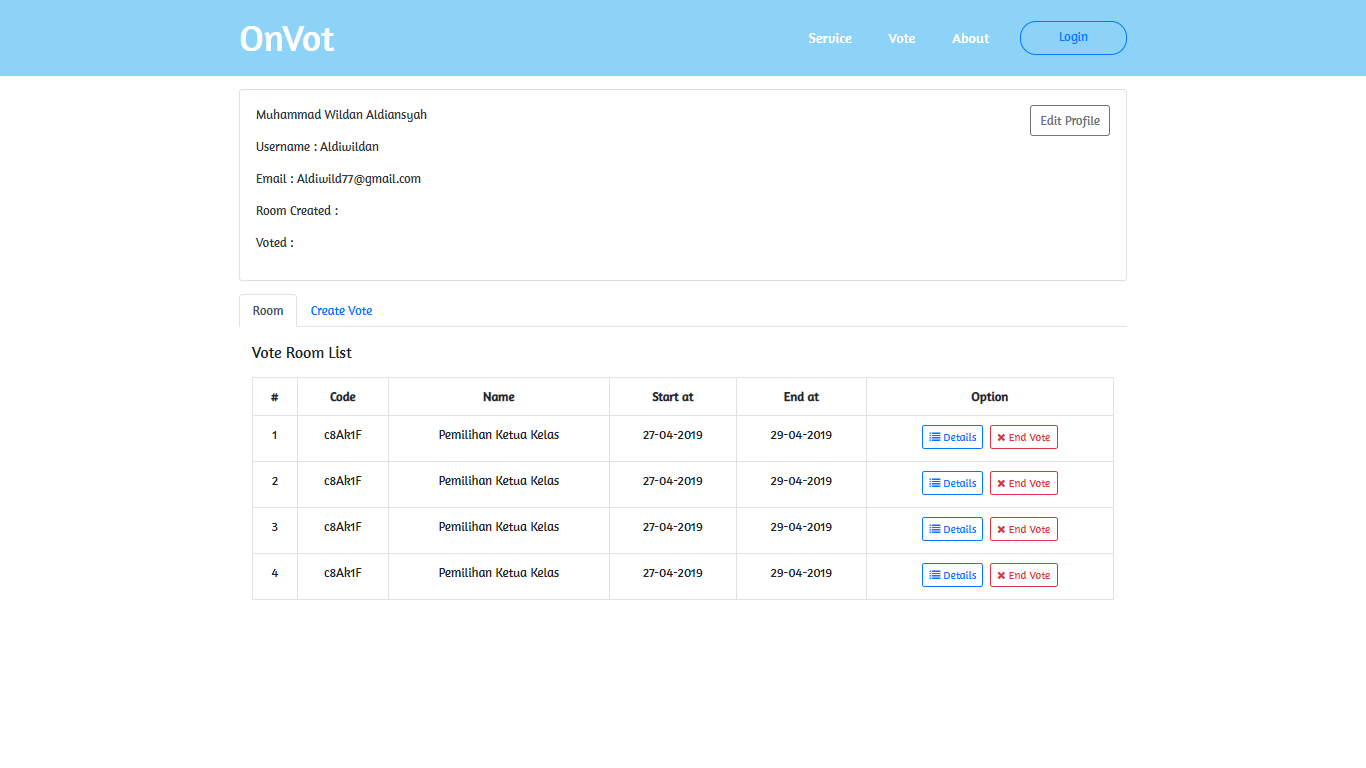 OnVot Service Vote About Login
Muhammad Wildan Aldiansyah Edit Profile
Username : Aldiwildan
Email : Aldiwild77@gmail.com
Room Created :
Voted :
Room Create Vote
Vote Room List
# Code Name Start at End at Option
1 c8Ak1F Pemilihan Ketua Kelas 27-04-2019 29-04-2019 Details End Vote
2 c8Ak1F Pemilihan Ketua Kelas 27-04-2019 29-04-2019 Details End Vote
3 c8Ak1F Pemilihan Ketua Kelas 27-04-2019 29-04-2019 Details End Vote
4 c8Ak1F Pemilihan Ketua Kelas 27-04-2019 29-04-2019 Details End Vote